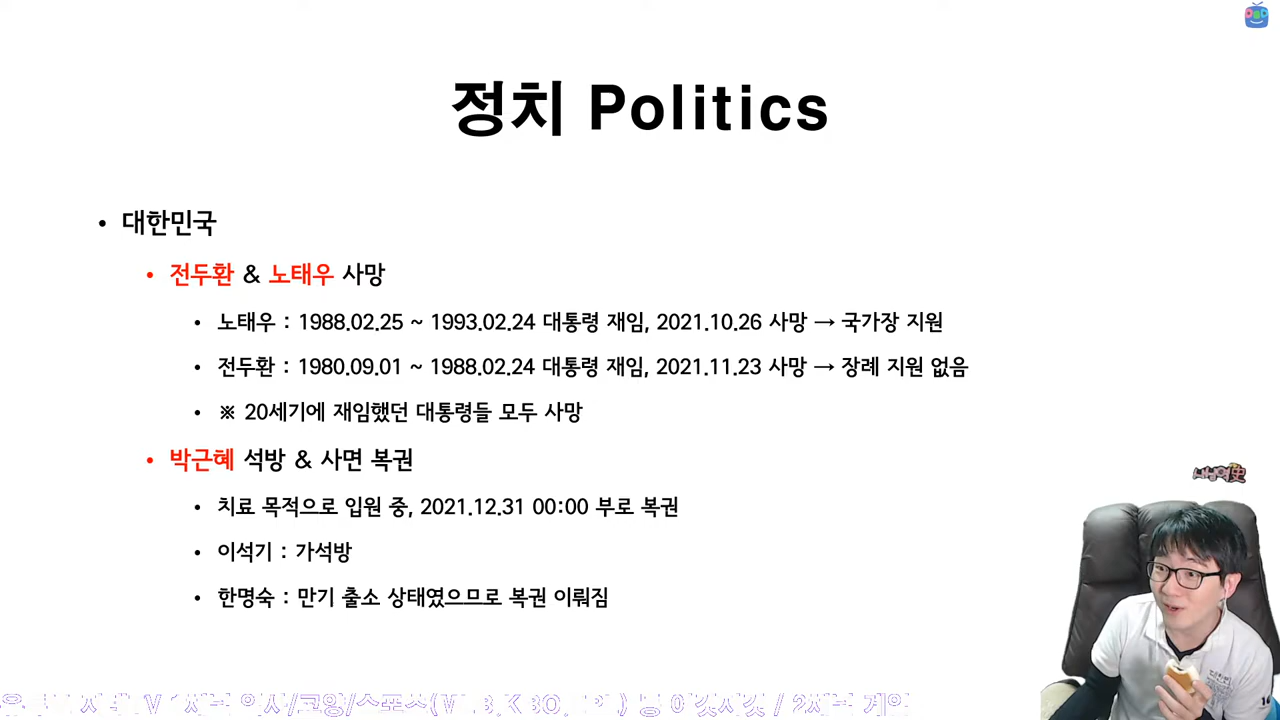 정치 Politics
• 대한민국
• 전두환 & 노태우 사망
• 노태우 : 1988.02.25 ~ 1993.02.24 대통령 재임, 2021.10.26 사망 → 국가장 지원
• 전두환 : 1980.09.01 ~ 1988.02.24 대통령 재임, 2021.11.23 사망 → 장례 지원 없음
• ※ 20세기에 재임했던 대통령들 모두 사망
• 박근혜 석방 & 사면 복권
• 치료 목적으로 입원 중, 2021.12.31 00:00 부로 복권
• 이석기 : 가석방
• 한명숙 : 만기 출소 상태였으므로 복권 이뤄짐